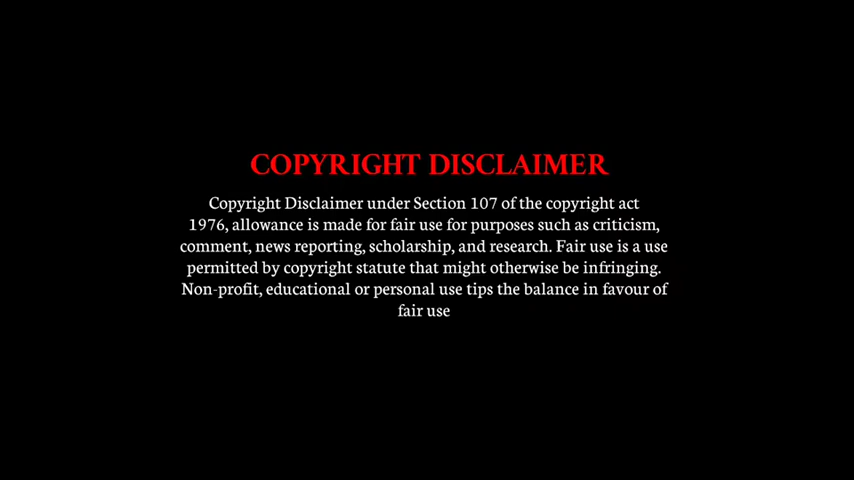 COPYRIGHT DISCLAIMER
Copyright Disclaimer under Section 107 of the copyright act
1976, allowance is made for fair use for purposes such as criticism,
comment, news reporting, scholarship, and research. Fair use is a use
permitted by copyright statute that might otherwise be infringing.
Non-profit, educational or personal use tips the balance in favour of
fair use